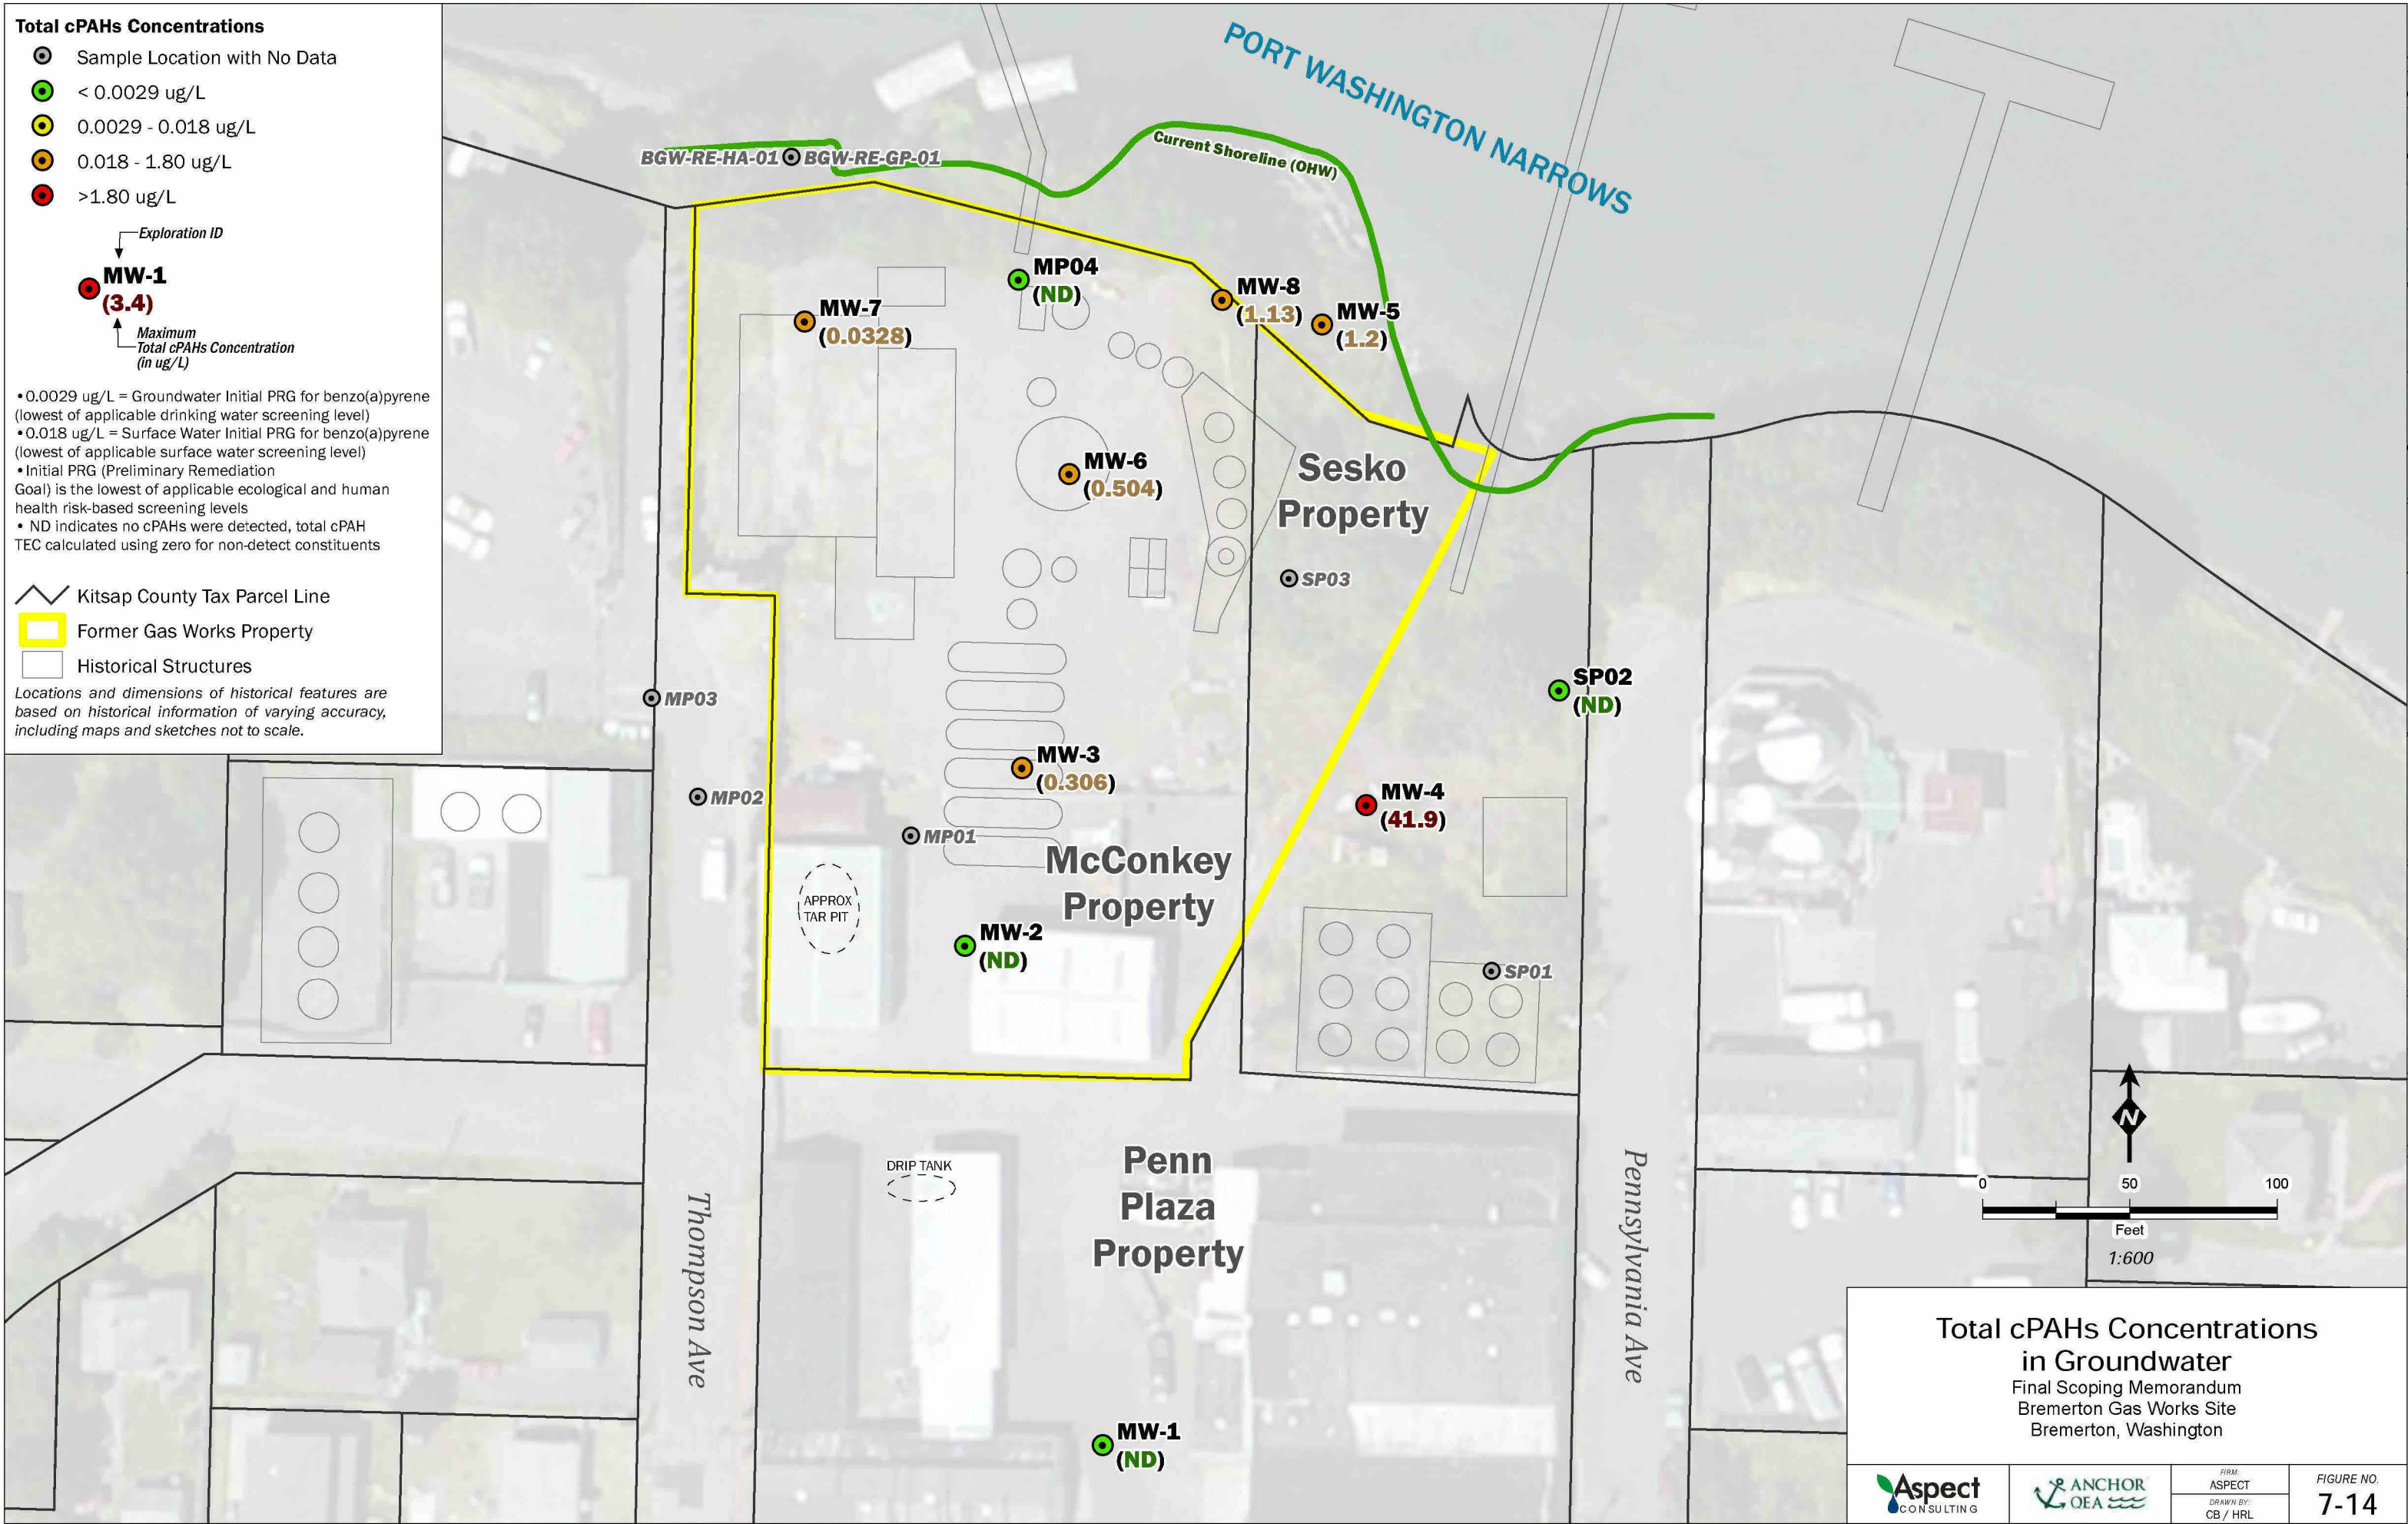 Total cPAHs Concentrations
Sample Location with No Data
< 0.0029 ug/L
0.0029 - 0.018 ug/L
0.018 - 1.80 ug/L
>1.80 ug/L
Exploration ID
MW-1
(3.4)
Maximum
Total cPAHs Concentration
(in ug/L)
•0.0029 ug/L = Groundwater Initial PRG for benzo(a)pyrene
(lowest of applicable drinking water screening level)
•0.018 ug/L = Surface Water Initial PRG for benzo(a)pyrene
(lowest of applicable surface water screening level)
•Initial PRG (Preliminary Remediation
Goal) is the lowest of applicable ecological and human
health risk-based screening levels
• ND indicates no cPAHs were detected, total cPAH
TEC calculated using zero for non-detect constituents
Kitsap County Tax Parcel Line
Former Gas Works Property
Historical Structures
Locations and dimensions of historical features are
based on historical information of varying accuracy,
including maps and sketches not to scale.
PORT WASHINGTON NARROWS
Current Shoreline (OHW)
BGW-RE-HA-01
BGW-RE-GP-01
MP04
(ND)
MW-7
(0.0328)
MW-8
(1.13)
MW-5
(1.2)
MW-6
(0.504)
Sesko
Property
SP03
MP03
SP02
(ND)
MW-3
(0.306)
MP02
MW-4
(41.9)
MP01
McConkey
Property
APPROX
TAR PIT
MW-2
(ND)
SP01
DRIP TANK
Penn
Plaza
Property
Thompson Ave
Pennsylvania Ave
MW-1
(ND)
N
0 50 100
Feet
1:600
Total cPAHs Concentrations
in Groundwater
Final Scoping Memorandum
Bremerton Gas Works Site
Bremerton, Washington
Aspect
CONSULTING
ANCHOR
QEA
FIRM:
ASPECT
DRAWN BY:
CB / HRL
FIGURE NO.
7-14